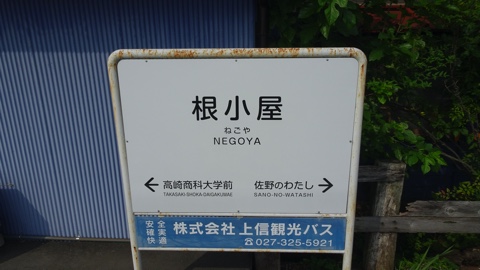 根小屋
ねごや
NEGOYA
高崎商科大学前 佐野のわたし
TAKASAKI-SHOKA-DAIGAKUMAE SANO-NO-WATASHI
安全 確実 快適 株式会社上信観光バス
☎027-325-5921